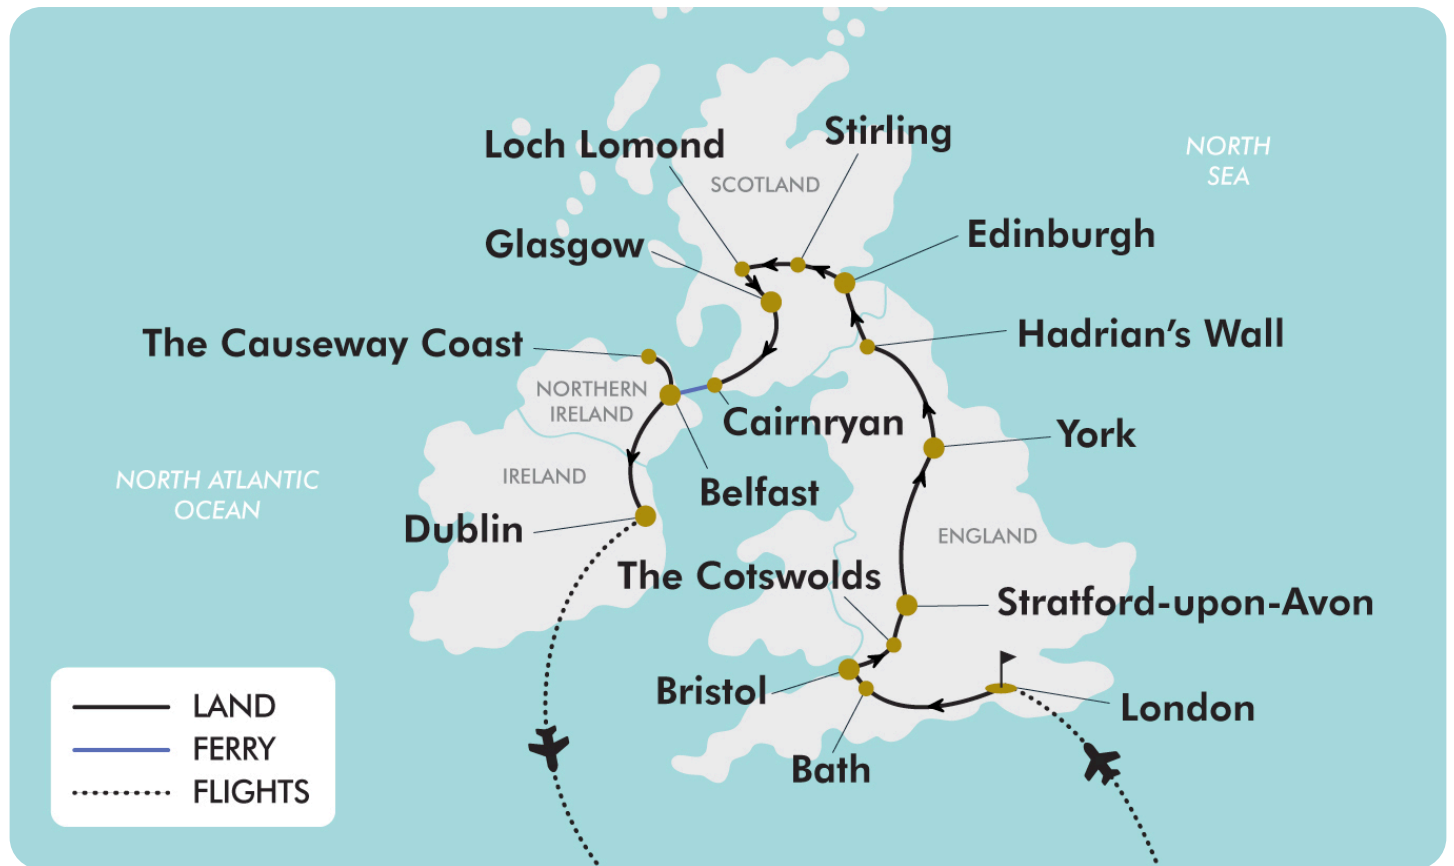 Stirling
Loch Lomond
NORTH
SEA
SCOTLAND
Edinburgh
Glasgow
Hadrian's Wall
The Causeway Coast
NORTHERN
IRELAND
Cairnryan
York
IRELAND
NORTH ATLANTIC
OCEAN
Belfast
Dublin
ENGLAND
The Cotswolds
Stratford-upon-Avon
Bristol
London
Bath
LAND
FERRY
FLIGHTS